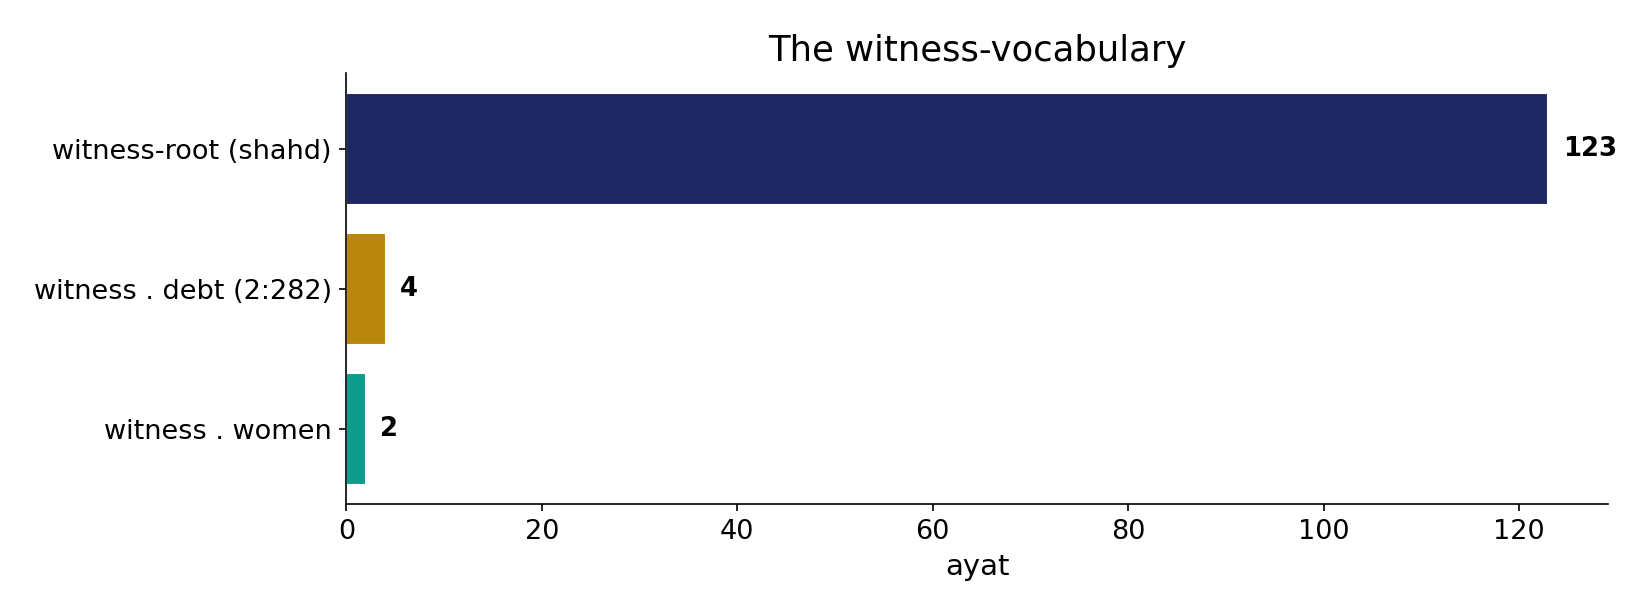 The witness-vocabulary
witness-root (shahd)
123
witness . debt (2:282)
4
witness . women
2
0 20 40 60 80 100 120
ayat